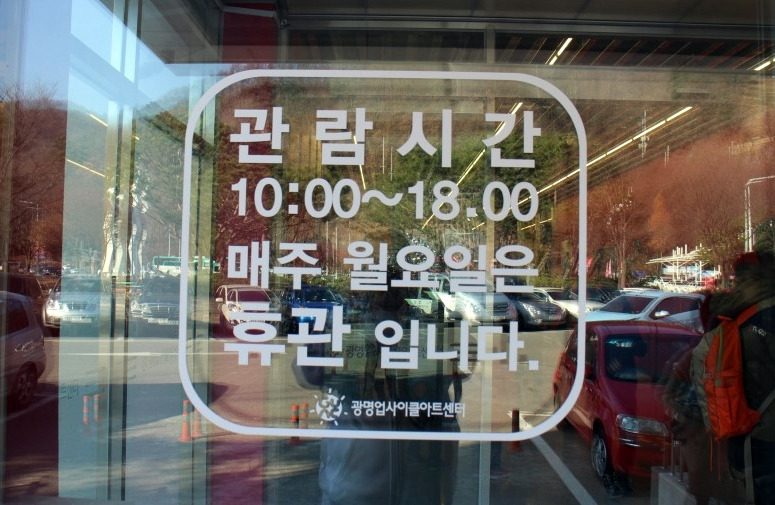 관람시간
10:00~18.00
매주 월요일은
휴관 입니다.
광명업사이클아트센터